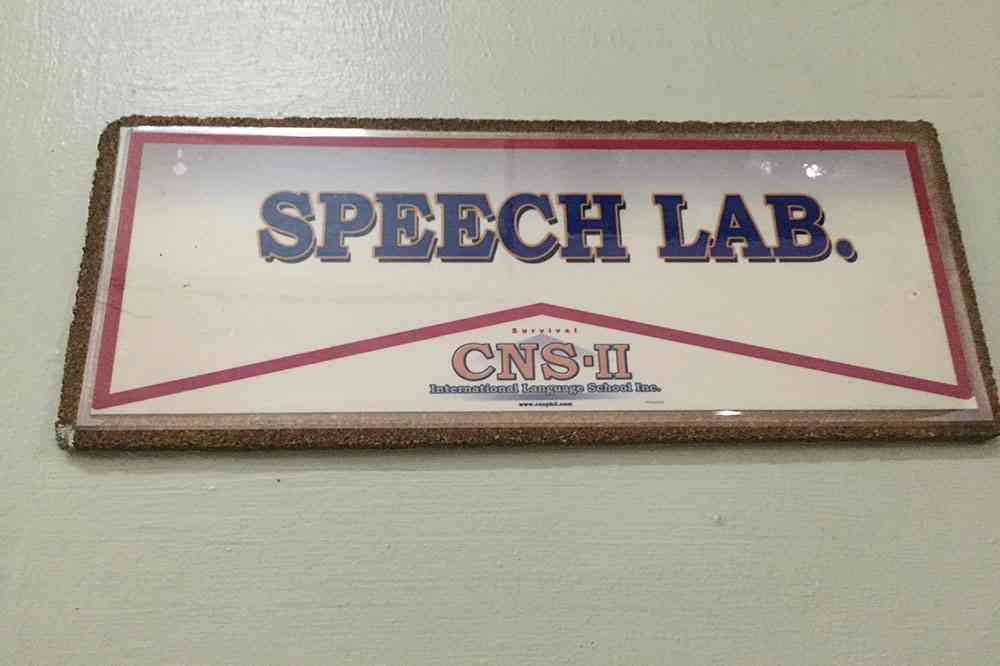 SPEECH LAB.
Survival
CNS-II
International Language School Inc.
www.cnsphil.com